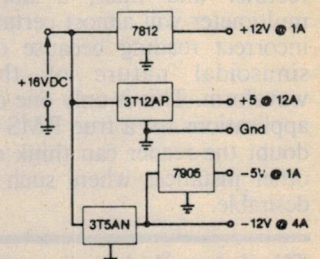 7812
+12V @ 1A
+16VDC
3T12AP
+5 @ 12A
Gnd
7905
−5V @ 1A
3T5AN
−12V @ 4A